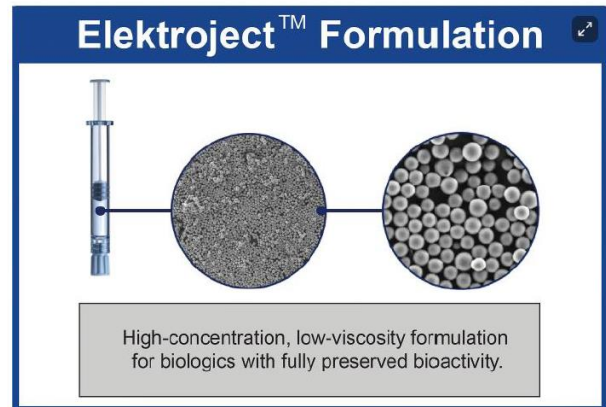 Elektroject™ Formulation
High-concentration, low-viscosity formulation
for biologics with fully preserved bioactivity.